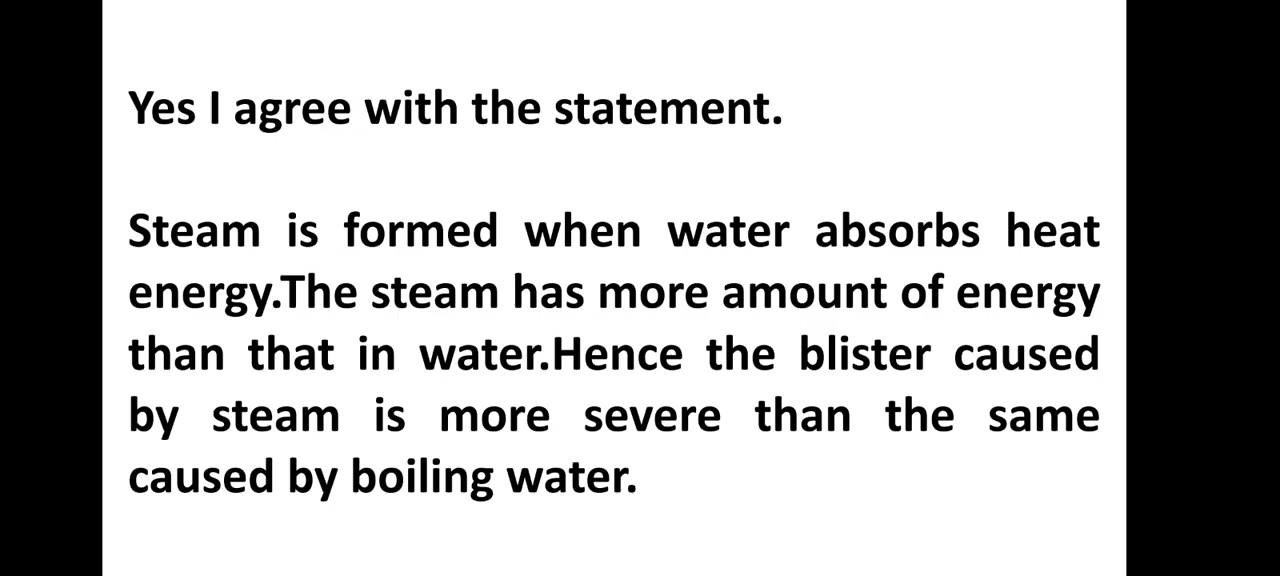 Yes I agree with the statement.
Steam is formed when water absorbs heat
energy.The steam has more amount of energy
than that in water.Hence the blister caused
by steam is more severe than the same
caused by boiling water.